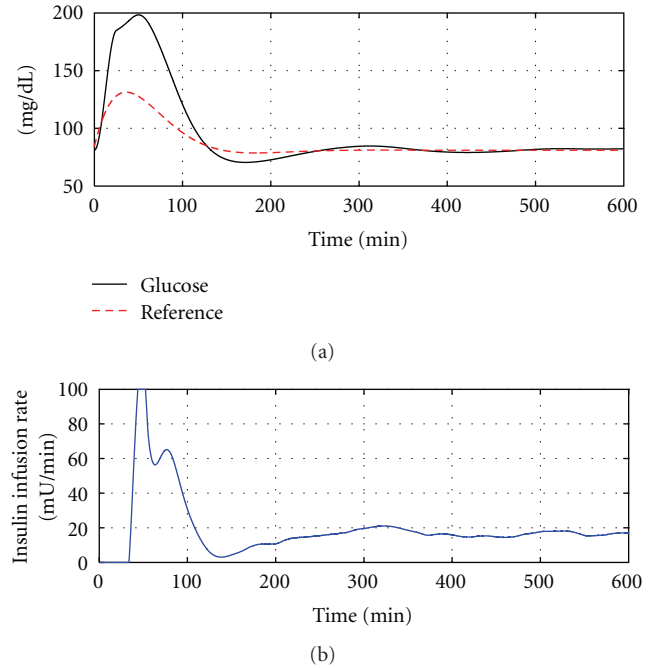 200
150
100
50
(mg/dL)
0 100 200 300 400 500 600
Time (min)
Glucose
Reference
(a)
100
80
60
40
20
0
Insulin infusion rate
(mU/min)
0 100 200 300 400 500 600
Time (min)
(b)